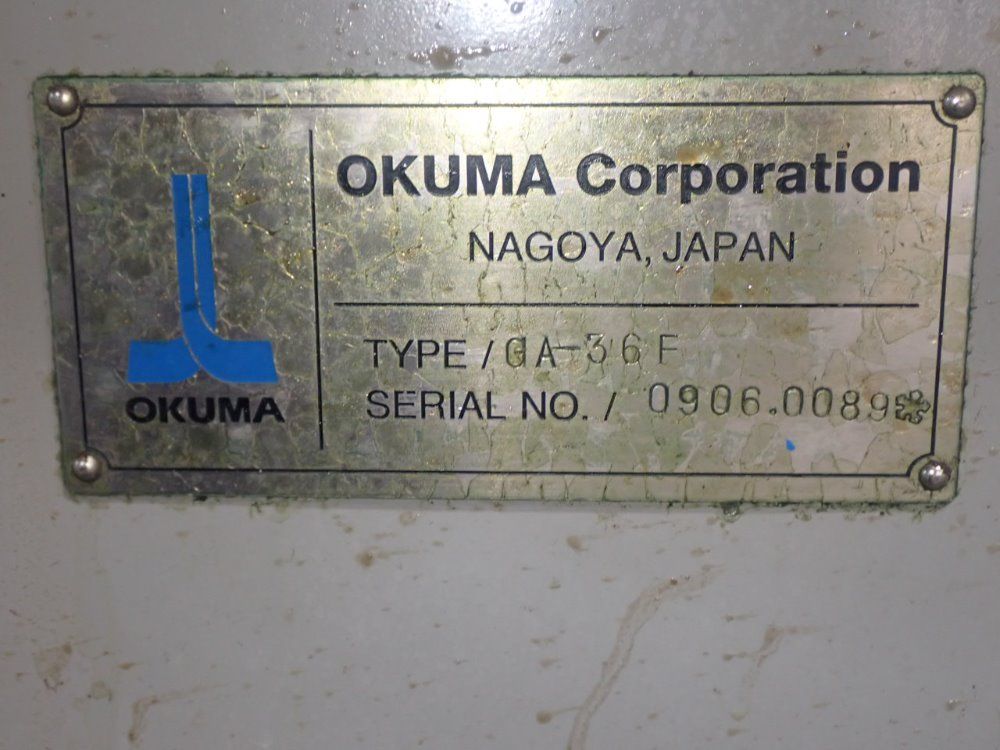 OKUMA
OKUMA Corporation
NAGOYA, JAPAN
TYPE / GA-36F
SERIAL NO. / 0906.0089*